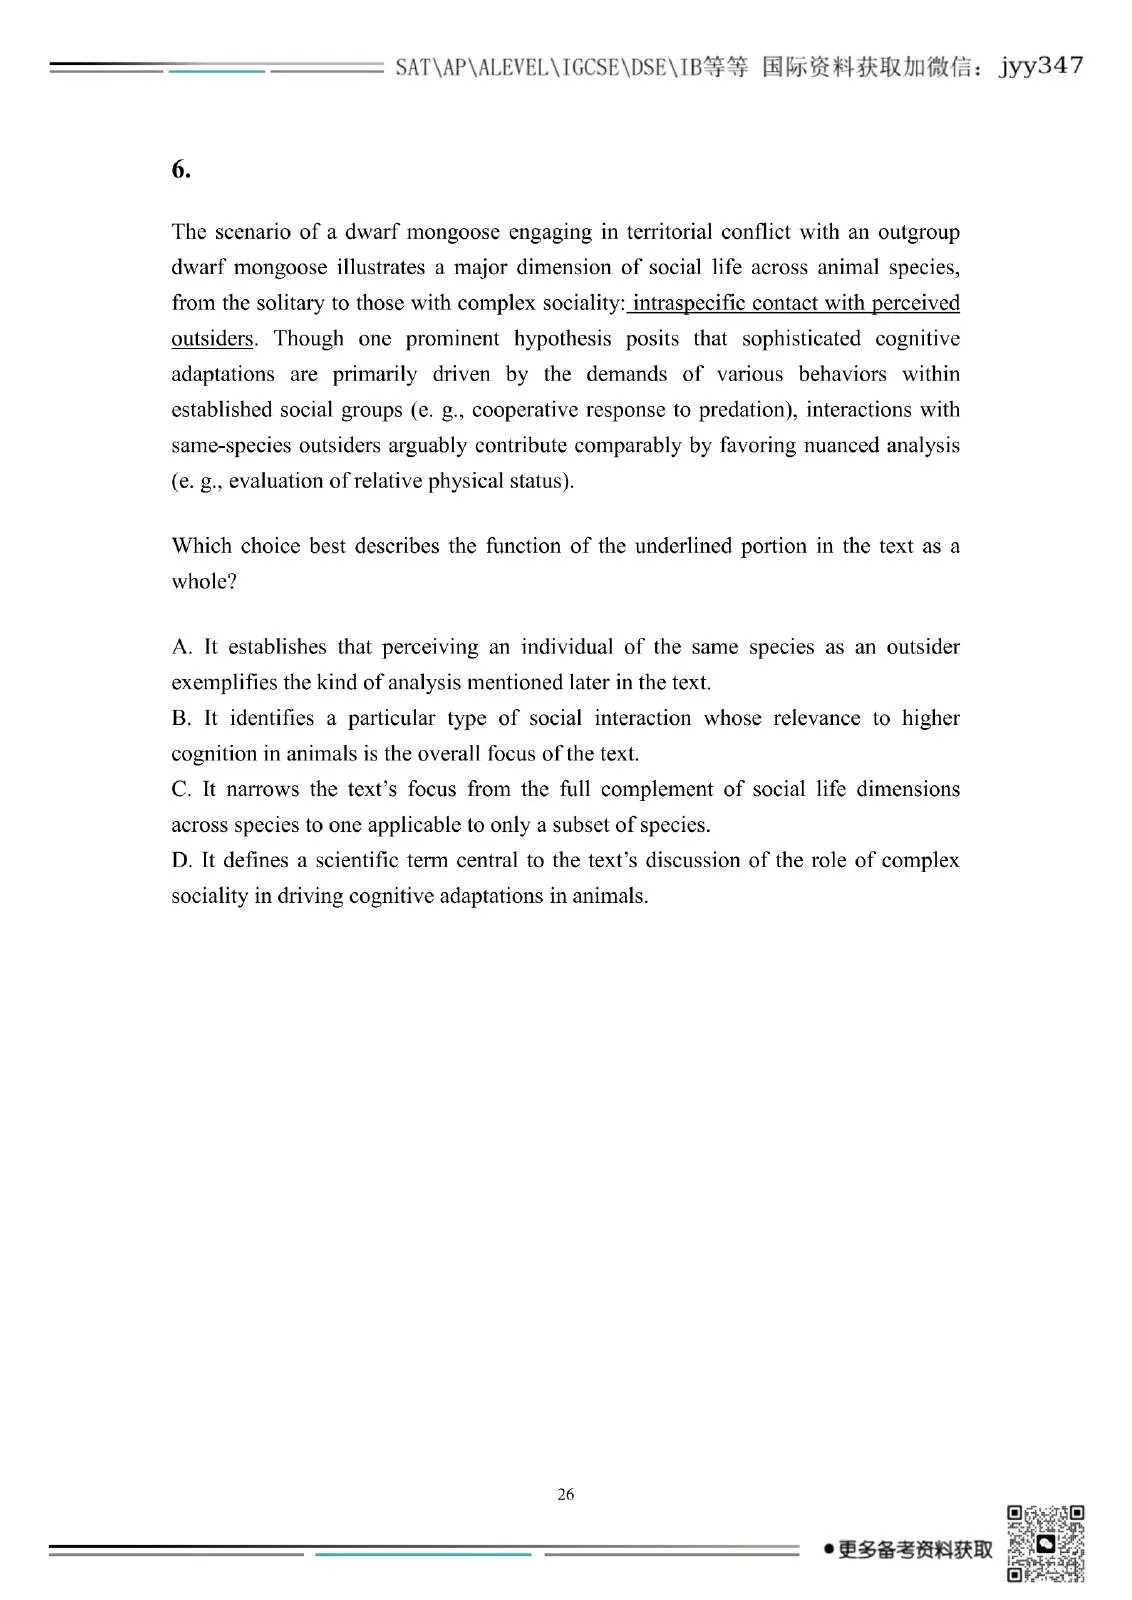 SAT\AP\ALEVEL\IGCSE\DSE\IB等等 国际资料获取加微信: jyy347
6.
The scenario of a dwarf mongoose engaging in territorial conflict with an outgroup
dwarf mongoose illustrates a major dimension of social life across animal species,
from the solitary to those with complex sociality: intraspecific contact with perceived
outsiders. Though one prominent hypothesis posits that sophisticated cognitive
adaptations are primarily driven by the demands of various behaviors within
established social groups (e. g., cooperative response to predation), interactions with
same-species outsiders arguably contribute comparably by favoring nuanced analysis
(e. g., evaluation of relative physical status).
Which choice best describes the function of the underlined portion in the text as a
whole?
A. It establishes that perceiving an individual of the same species as an outsider
exemplifies the kind of analysis mentioned later in the text.
B. It identifies a particular type of social interaction whose relevance to higher
cognition in animals is the overall focus of the text.
C. It narrows the text's focus from the full complement of social life dimensions
across species to one applicable to only a subset of species.
D. It defines a scientific term central to the text's discussion of the role of complex
sociality in driving cognitive adaptations in animals.
26
●更多备考资料获取